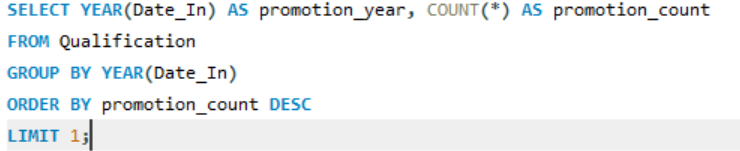 SELECT YEAR(Date_In) AS promotion_year, COUNT(*) AS promotion_count
FROM Qualification
GROUP BY YEAR(Date_In)
ORDER BY promotion_count DESC
LIMIT 1;